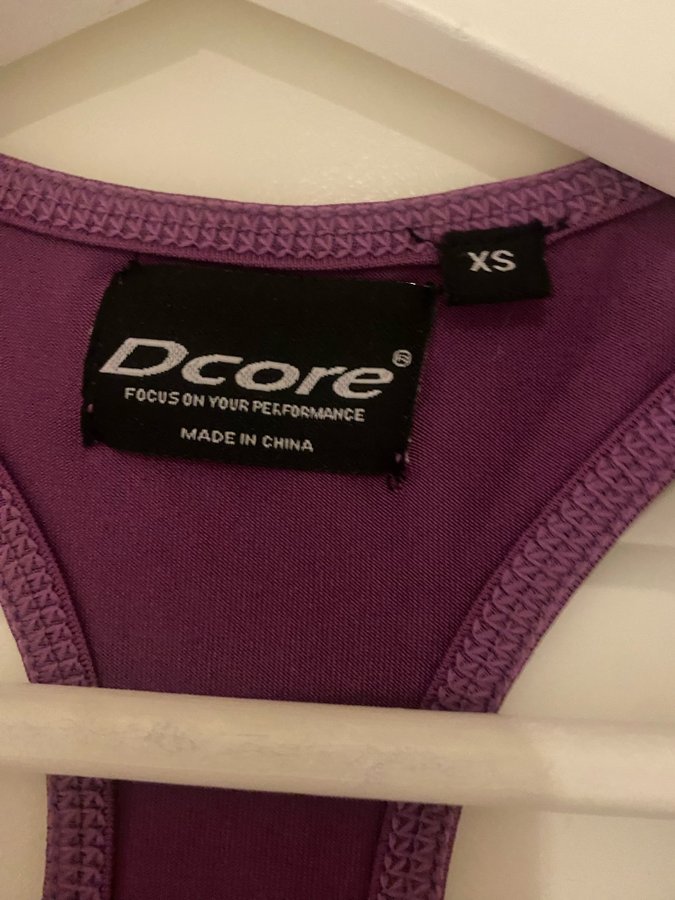 XS
Dcore®
FOCUS ON YOUR PERFORMANCE
MADE IN CHINA